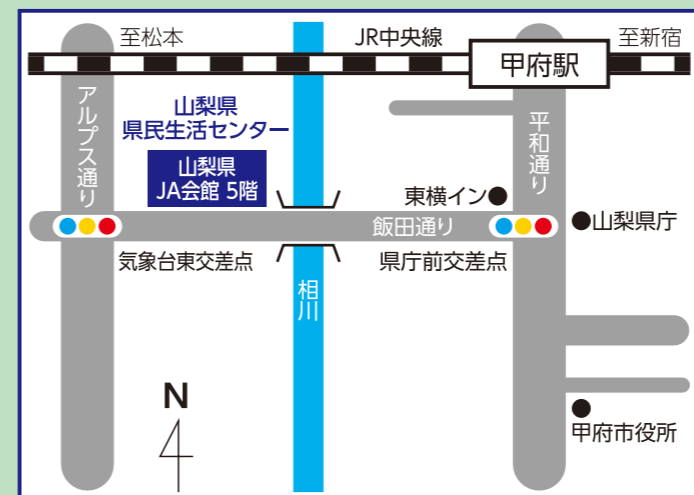 至松本
JR中央線
甲府駅
至新宿
アルプス通り
山梨県
県民生活センター
山梨県
JA会館 5階
平和通り
東横イン
飯田通り
山梨県庁
気象台東交差点
県庁前交差点
相川
N
甲府市役所